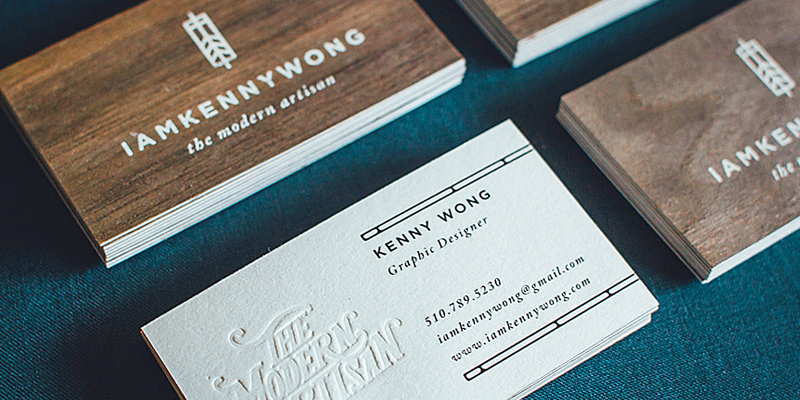 IAMKENNYWONG
the modern artisan
IAMKENNYW
the
KENNY WONG
Graphic Designer
510.789.5230
iamkennywong@gmail.com
www.iamkennywong.com
THE
MODERN
ARTISAN